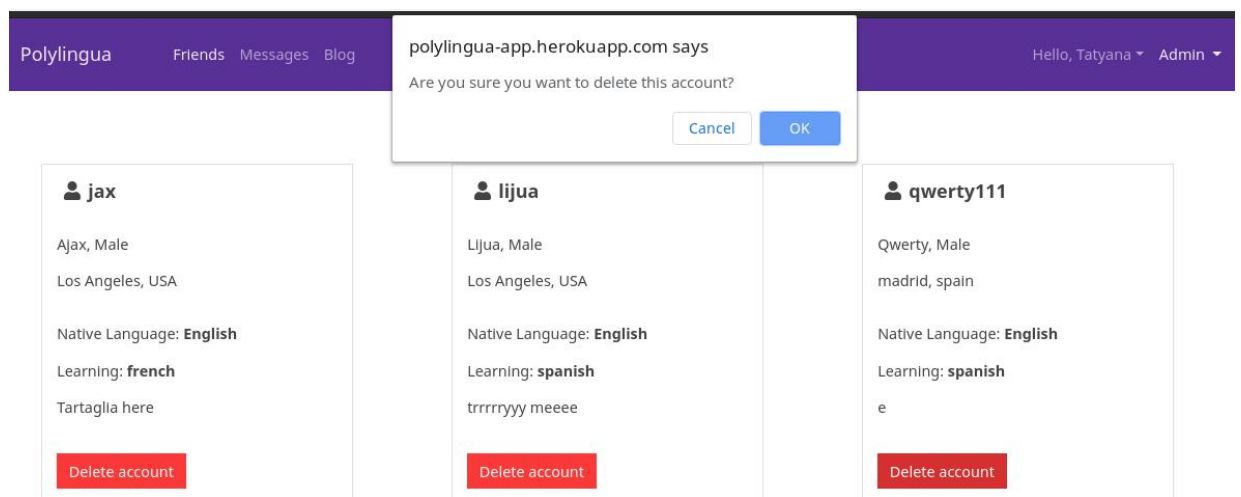 Polylingua Friends Messages Blog Hello, Tatyana Admin
polylingua-app.herokuapp.com says
Are you sure you want to delete this account?
Cancel OK
jax
Ajax, Male
Los Angeles, USA
Native Language: English
Learning: french
Tartaglia here
Delete account
lijua
Lijua, Male
Los Angeles, USA
Native Language: English
Learning: spanish
trrrrryyy meeee
Delete account
qwerty111
Qwerty, Male
madrid, spain
Native Language: English
Learning: spanish
e
Delete account